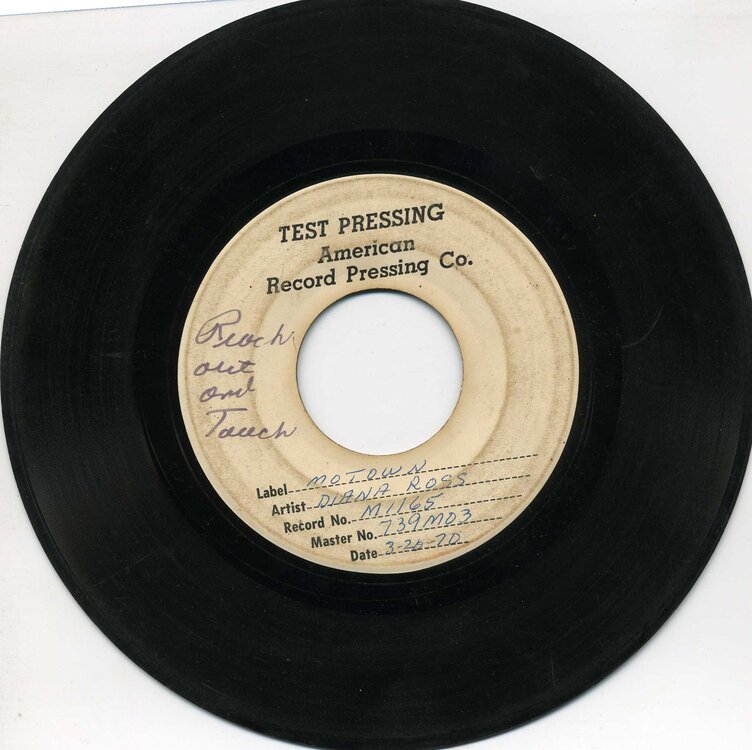 TEST PRESSING
American
Record Pressing Co.
Reach
out
and
Touch
Label MOTOWN
Artist DIANA ROSS
Record No. M1165
Master No. 739M03
Date 3-26-70